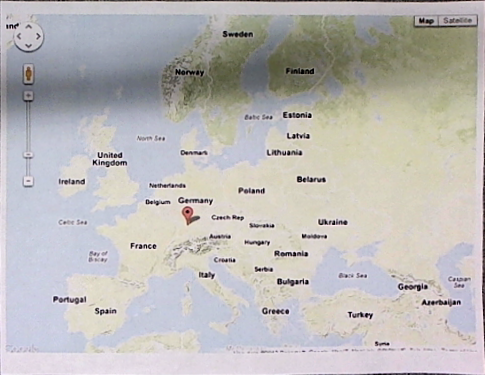 and
Map
Satellite
Sweden
Norway
Finland
Baltic Sea
Estonia
North Sea
Latvia
Denmark
Lithuania
United
Kingdom
Ireland
Netherlands
Belarus
Poland
Belgium
Germany
Celtic Sea
Czech Rep
Ukraine
Slovakia
Moldova
Austria
Hungary
France
Bay of
Biscay
Romania
Croatia
Serbia
Italy
Black Sea
Caspian
Sea
Bulgaria
Georgia
Portugal
Azerbaijan
Spain
Greece
Turkey
Syria